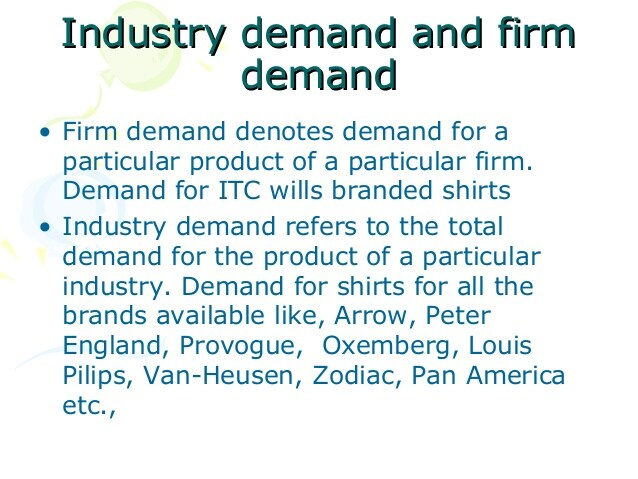 Industry demand and firm
demand
• Firm demand denotes demand for a
particular product of a particular firm.
Demand for ITC wills branded shirts
• Industry demand refers to the total
demand for the product of a particular
industry. Demand for shirts for all the
brands available like, Arrow, Peter
England, Provogue,  Oxemberg, Louis
Pilips, Van-Heusen, Zodiac, Pan America
etc.,